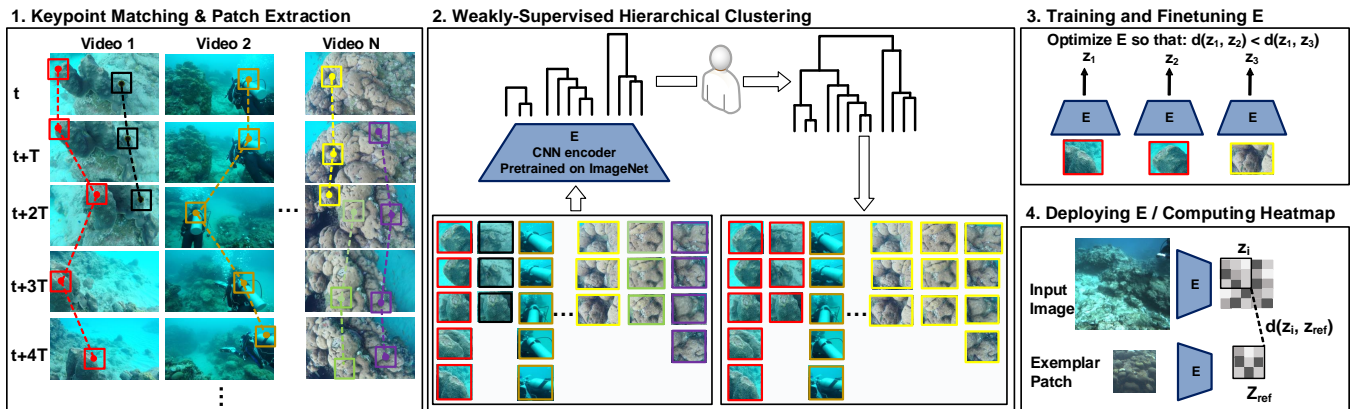 1. Keypoint Matching & Patch Extraction
Video 1 Video 2 Video N
t
t+T
t+2T
...
t+3T
t+4T
...
2. Weakly-Supervised Hierarchical Clustering
E
CNN encoder
Pretrained on ImageNet
...
...
3. Training and Finetuning E
Optimize E so that: d(z₁, z₂) < d(z₁, z₃)
z₁ z₂ z₃
E E E
4. Deploying E / Computing Heatmap
zᵢ
Input
Image
E
d(zᵢ, z_ref)
Exemplar
Patch
E
Z_ref